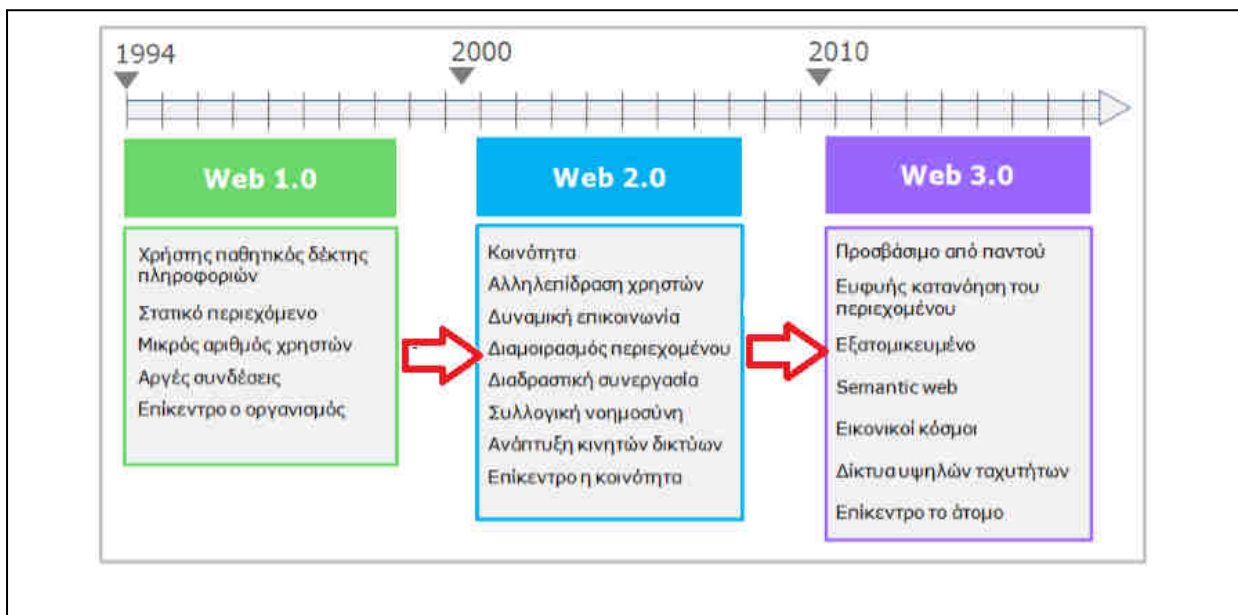 1994
2000
2010
Web 1.0
Χρήστης παθητικός δέκτης
πληροφοριών
Στατικό περιεχόμενο
Μικρός αριθμός χρηστών
Αργές συνδέσεις
Επίκεντρο ο οργανισμός
Web 2.0
Κοινότητα
Αλληλεπίδραση χρηστών
Δυναμική επικοινωνία
Διαμοιρασμός περιεχομένου
Διαδραστική συνεργασία
Συλλογική νοημοσύνη
Ανάπτυξη κινητών δικτύων
Επίκεντρο η κοινότητα
Web 3.0
Προσβάσιμο από παντού
Ευφυής κατανόηση του
περιεχομένου
Εξατομικευμένο
Semantic web
Εικονικοί κόσμοι
Δίκτυα υψηλών ταχυτήτων
Επίκεντρο το άτομο